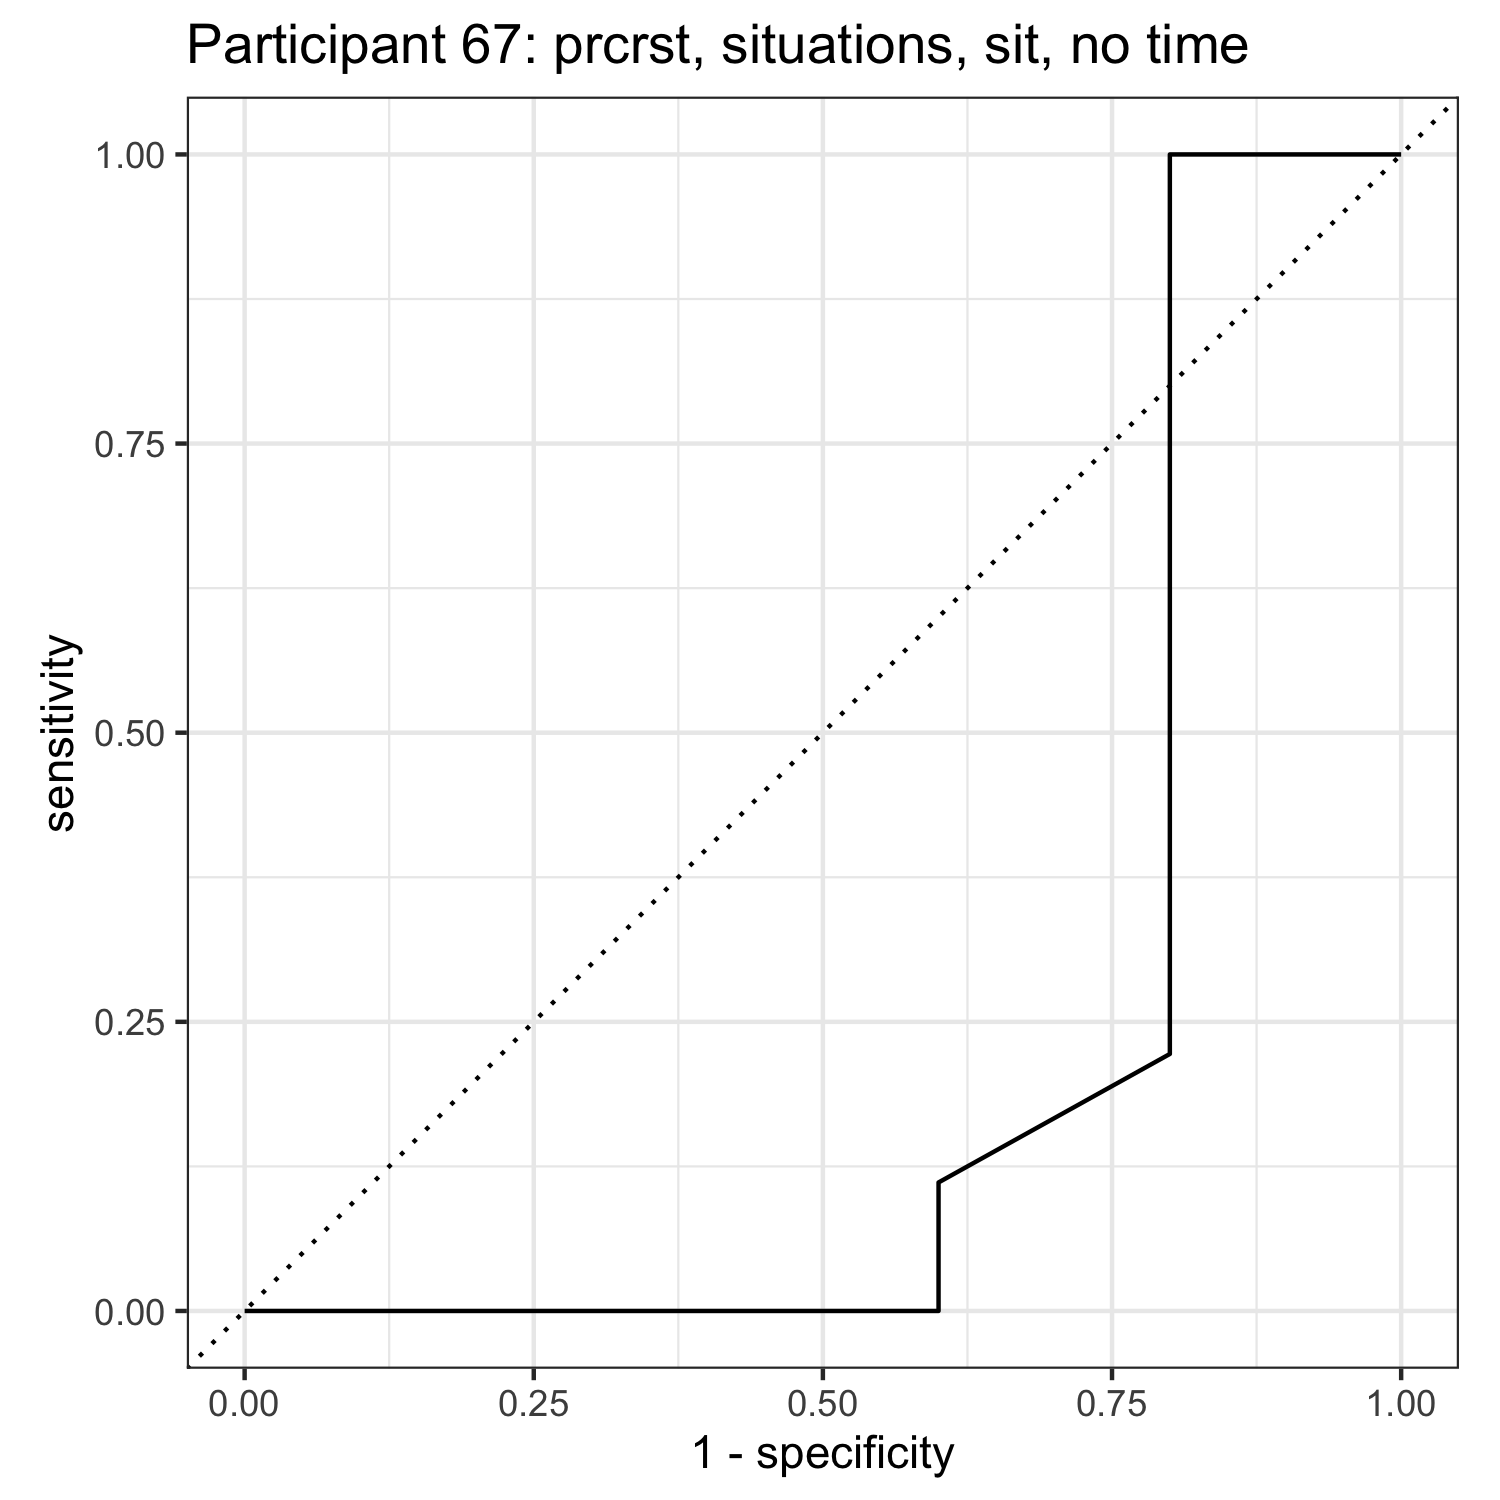 Participant 67: prcrst, situations, sit, no time
1.00
0.75
0.50
0.25
0.00
sensitivity
0.00 0.25 0.50 0.75 1.00
1 - specificity